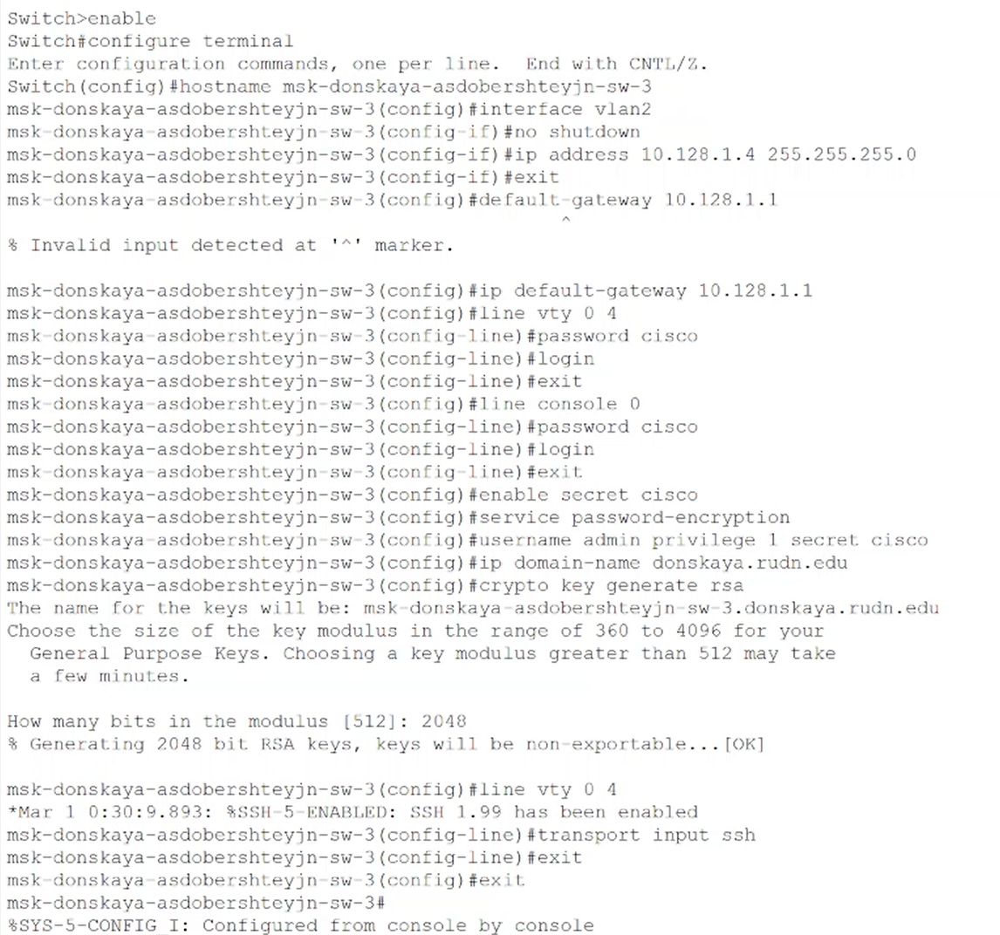 Switch>enable
Switch#configure terminal
Enter configuration commands, one per line.  End with CNTL/Z.
Switch(config)#hostname msk-donskaya-asdobershteyjn-sw-3
msk-donskaya-asdobershteyjn-sw-3(config)#interface vlan2
msk-donskaya-asdobershteyjn-sw-3(config-if)#no shutdown
msk-donskaya-asdobershteyjn-sw-3(config-if)#ip address 10.128.1.4 255.255.255.0
msk-donskaya-asdobershteyjn-sw-3(config-if)#exit
msk-donskaya-asdobershteyjn-sw-3(config)#default-gateway 10.128.1.1
^
% Invalid input detected at '^' marker.
msk-donskaya-asdobershteyjn-sw-3(config)#ip default-gateway 10.128.1.1
msk-donskaya-asdobershteyjn-sw-3(config)#line vty 0 4
msk-donskaya-asdobershteyjn-sw-3(config-line)#password cisco
msk-donskaya-asdobershteyjn-sw-3(config-line)#login
msk-donskaya-asdobershteyjn-sw-3(config-line)#exit
msk-donskaya-asdobershteyjn-sw-3(config)#line console 0
msk-donskaya-asdobershteyjn-sw-3(config-line)#password cisco
msk-donskaya-asdobershteyjn-sw-3(config-line)#login
msk-donskaya-asdobershteyjn-sw-3(config-line)#exit
msk-donskaya-asdobershteyjn-sw-3(config)#enable secret cisco
msk-donskaya-asdobershteyjn-sw-3(config)#service password-encryption
msk-donskaya-asdobershteyjn-sw-3(config)#username admin privilege 1 secret cisco
msk-donskaya-asdobershteyjn-sw-3(config)#ip domain-name donskaya.rudn.edu
msk-donskaya-asdobershteyjn-sw-3(config)#crypto key generate rsa
The name for the keys will be: msk-donskaya-asdobershteyjn-sw-3.donskaya.rudn.edu
Choose the size of the key modulus in the range of 360 to 4096 for your
General Purpose Keys. Choosing a key modulus greater than 512 may take
a few minutes.
How many bits in the modulus [512]: 2048
% Generating 2048 bit RSA keys, keys will be non-exportable...[OK]
msk-donskaya-asdobershteyjn-sw-3(config)#line vty 0 4
*Mar 1 0:30:9.893: %SSH-5-ENABLED: SSH 1.99 has been enabled
msk-donskaya-asdobershteyjn-sw-3(config-line)#transport input ssh
msk-donskaya-asdobershteyjn-sw-3(config-line)#exit
msk-donskaya-asdobershteyjn-sw-3(config)#exit
msk-donskaya-asdobershteyjn-sw-3#
%SYS-5-CONFIG_I: Configured from console by console